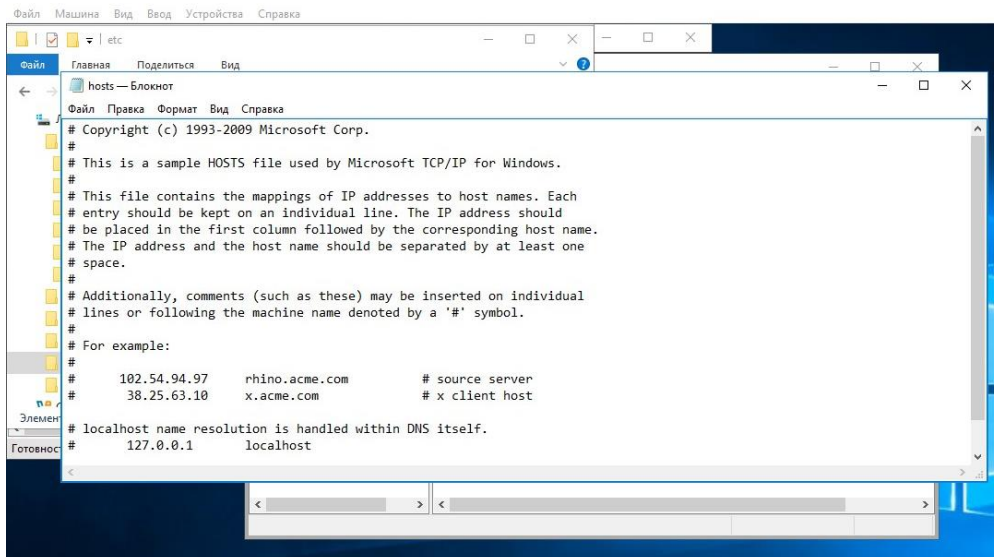 Файл Машина Вид Ввод Устройства Справка
etc
Файл Главная Поделиться Вид
hosts — Блокнот
Файл Правка Формат Вид Справка
# Copyright (c) 1993-2009 Microsoft Corp.
#
# This is a sample HOSTS file used by Microsoft TCP/IP for Windows.
#
# This file contains the mappings of IP addresses to host names. Each
# entry should be kept on an individual line. The IP address should
# be placed in the first column followed by the corresponding host name.
# The IP address and the host name should be separated by at least one
# space.
#
# Additionally, comments (such as these) may be inserted on individual
# lines or following the machine name denoted by a '#' symbol.
#
# For example:
#
# 102.54.94.97 rhino.acme.com # source server
# 38.25.63.10 x.acme.com # x client host

# localhost name resolution is handled within DNS itself.
# 127.0.0.1 localhost